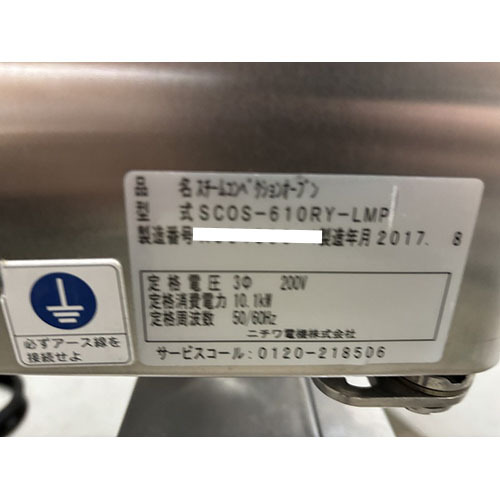 品 名 スチームコンベクションオーブン
型 式 SCOS-610RY-LMP
製造番号 製造年月 2017. 8
定格電圧 3Φ 200V
定格消費電力 10.1kW
定格周波数 50/60Hz
ニチワ電機株式会社
サービスコール:0120-218506
必ずアース線を
接続せよ